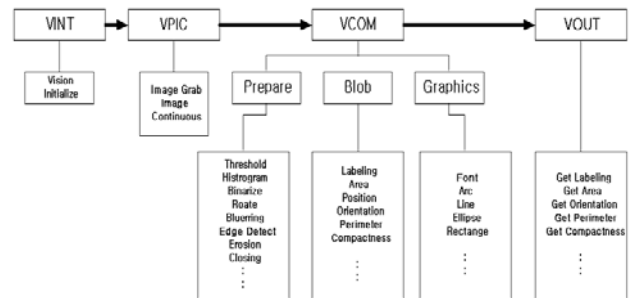 VINT
VPIC
VCOM
VOUT
Vision
Initialize
Image Grab
Image
Continuous
Prepare
Blob
Graphics
Threshold
Histrogram
Binarize
Roate
Bluerring
Edge Detect
Erosion
Closing
Labeling
Area
Position
Orientation
Perimeter
Compactness
Font
Arc
Line
Ellipse
Rectange
Get Labeling
Get Area
Get Orientation
Get Perimeter
Get Compactness